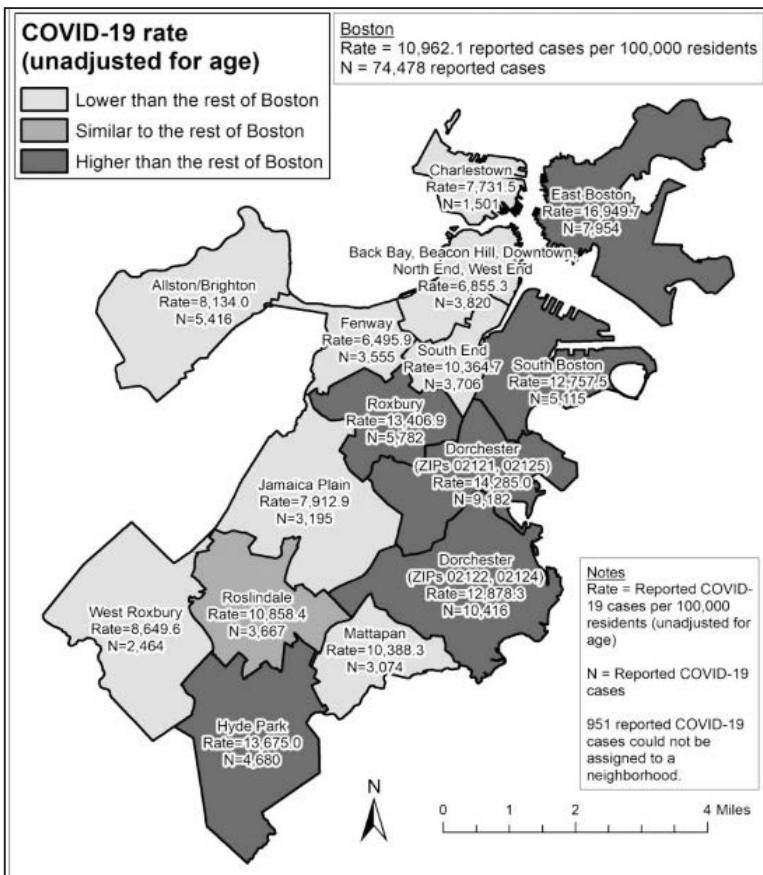 COVID-19 rate
(unadjusted for age)
Lower than the rest of Boston
Similar to the rest of Boston
Higher than the rest of Boston
Boston
Rate = 10,962.1 reported cases per 100,000 residents
N = 74,478 reported cases
Charlestown
Rate=7,731.5
N=1,501
East Boston
Rate=16,949.7
N=7,954
Back Bay, Beacon Hill, Downtown,
North End, West End
Rate=6,855.3
N=3,820
Allston/Brighton
Rate=8,134.0
N=5,416
Fenway
Rate=6,495.9
N=3,555
South End
Rate=10,364.7
N=3,706
South Boston
Rate=12,757.5
N=5,115
Roxbury
Rate=13,406.9
N=5,782
Dorchester
(ZIPs 02121, 02125)
Rate=14,285.0
N=9,182
Jamaica Plain
Rate=7,912.9
N=3,195
Dorchester
(ZIPs 02122, 02124)
Rate=12,878.3
N=10,416
West Roxbury
Rate=8,649.6
N=2,464
Roslindale
Rate=10,858.4
N=3,667
Mattapan
Rate=10,388.3
N=3,074
Hyde Park
Rate=13,675.0
N=4,680
Notes
Rate = Reported COVID-
19 cases per 100,000
residents (unadjusted for
age)
N = Reported COVID-19
cases
951 reported COVID-19
cases could not be
assigned to a
neighborhood.
N
0 1 2 4 Miles